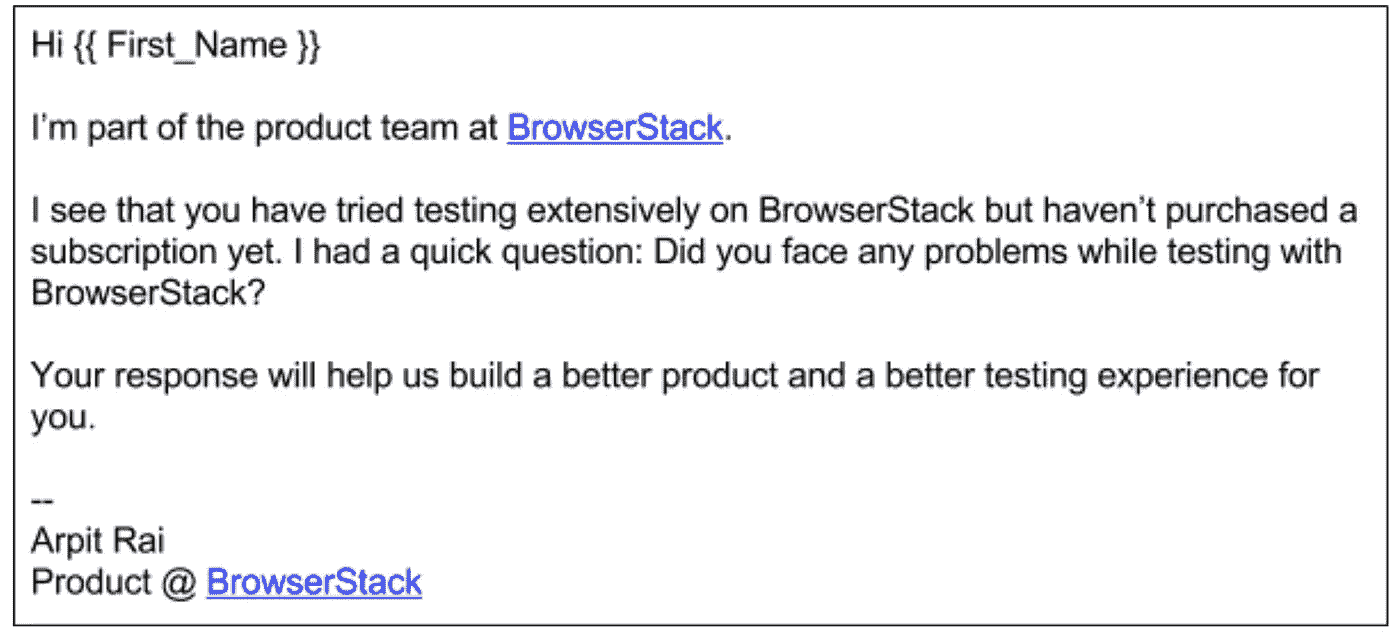 Hi {{ First_Name }}
I’m part of the product team at BrowserStack.
I see that you have tried testing extensively on BrowserStack but haven’t purchased a
subscription yet. I had a quick question: Did you face any problems while testing with
BrowserStack?
Your response will help us build a better product and a better testing experience for
you.
--
Arpit Rai
Product @ BrowserStack